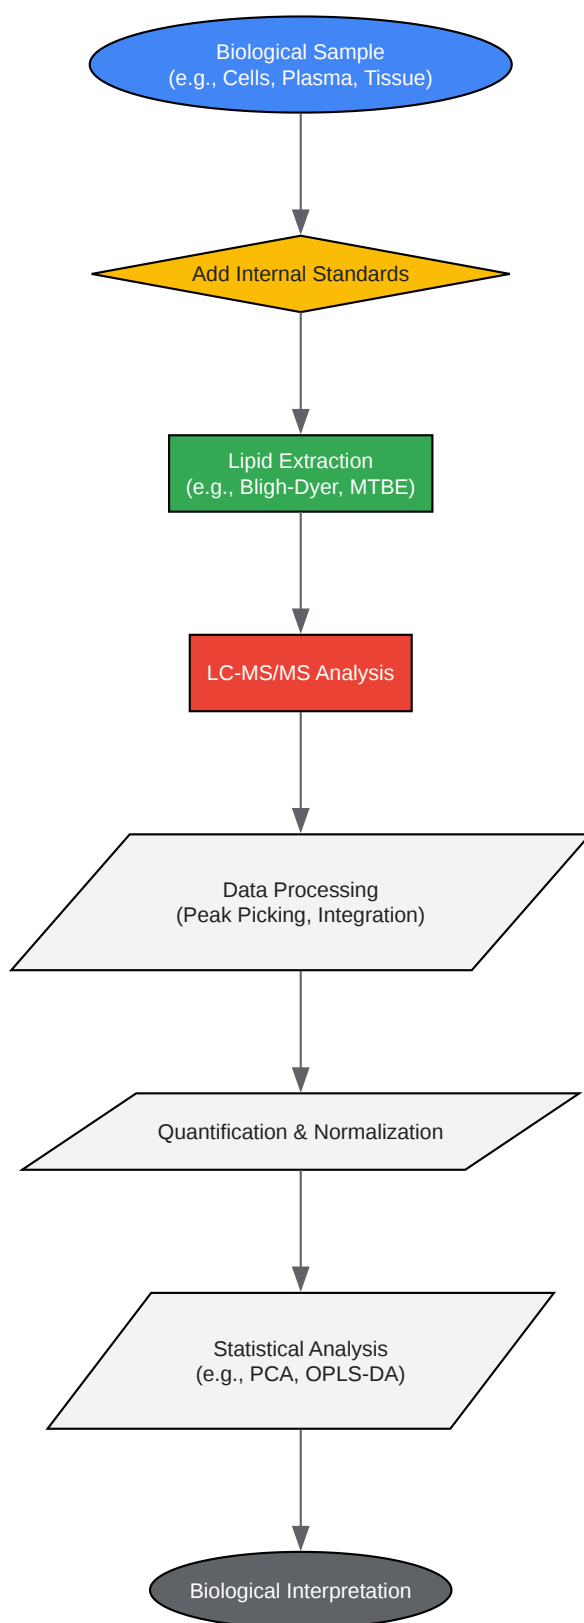 Biological Sample
(e.g., Cells, Plasma, Tissue)
Add Internal Standards
Lipid Extraction
(e.g., Bligh-Dyer, MTBE)
LC-MS/MS Analysis
Data Processing
(Peak Picking, Integration)
Quantification & Normalization
Statistical Analysis
(e.g., PCA, OPLS-DA)
Biological Interpretation